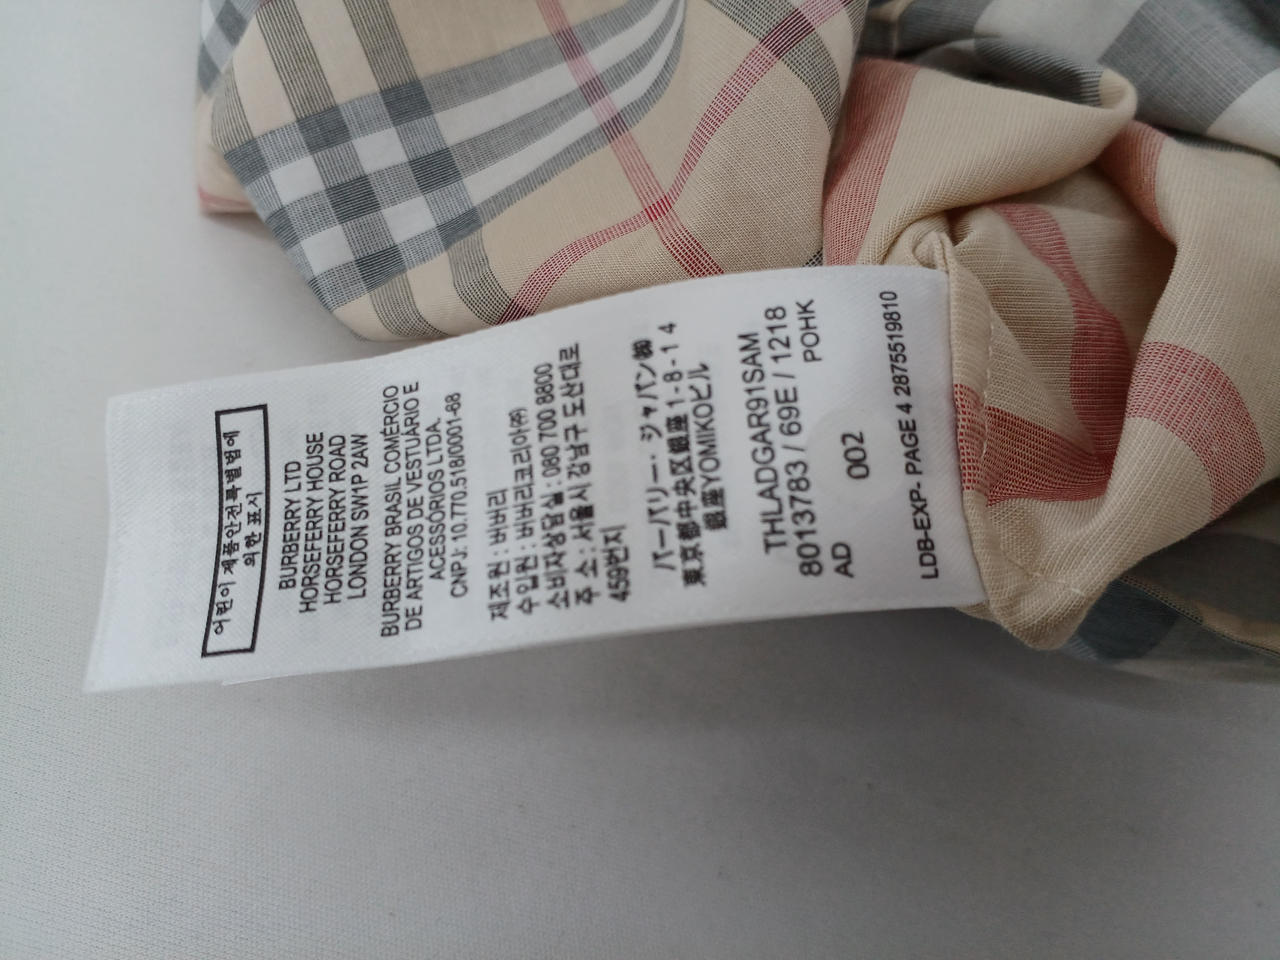 어린이 제품안전특별법에
의한 표시
BURBERRY LTD
HORSEFERRY HOUSE
HORSEFERRY ROAD
LONDON SW1P 2AW
BURBERRY BRASIL COMÉRCIO
DE ARTIGOS DE VESTUÁRIO E
ACESSÓRIOS LTDA.
CNPJ: 10.770.518/0001-68
제조원 : 버버리
수입원 : 버버리코리아㈜
소비자상담실 : 080 700 8800
주 소 : 서울시 강남구 도산대로
459번지
バーバリー・ジャパン㈱
東京都中央区銀座1-8-14
銀座YOMIKOビル
THLADGAR91SAM
8013783 / 69E / 1218
AD 002 POHK
LDB-EXP- PAGE 4 2875519810